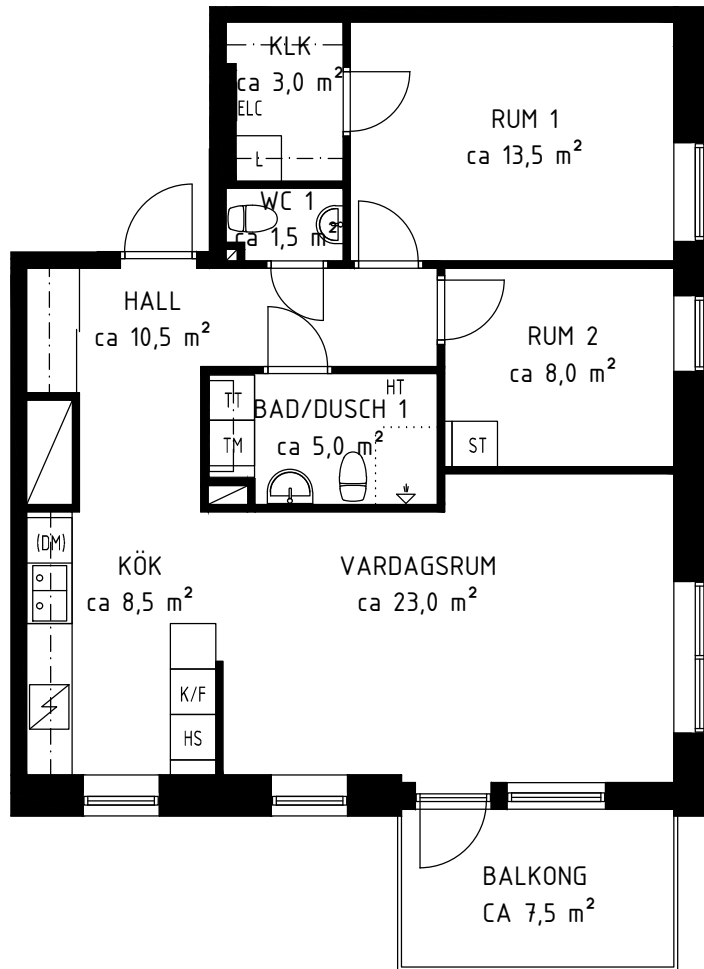 KLK
ca 3,0 m²
ELC
L
RUM 1
ca 13,5 m²
WC 1
ca 1,5 m²
HALL
ca 10,5 m²
RUM 2
ca 8,0 m²
HT
TT
BAD/DUSCH 1
TM
ca 5,0 m²
ST
(DM)
KÖK
ca 8,5 m²
VARDAGSRUM
ca 23,0 m²
K/F
HS
BALKONG
CA 7,5 m²